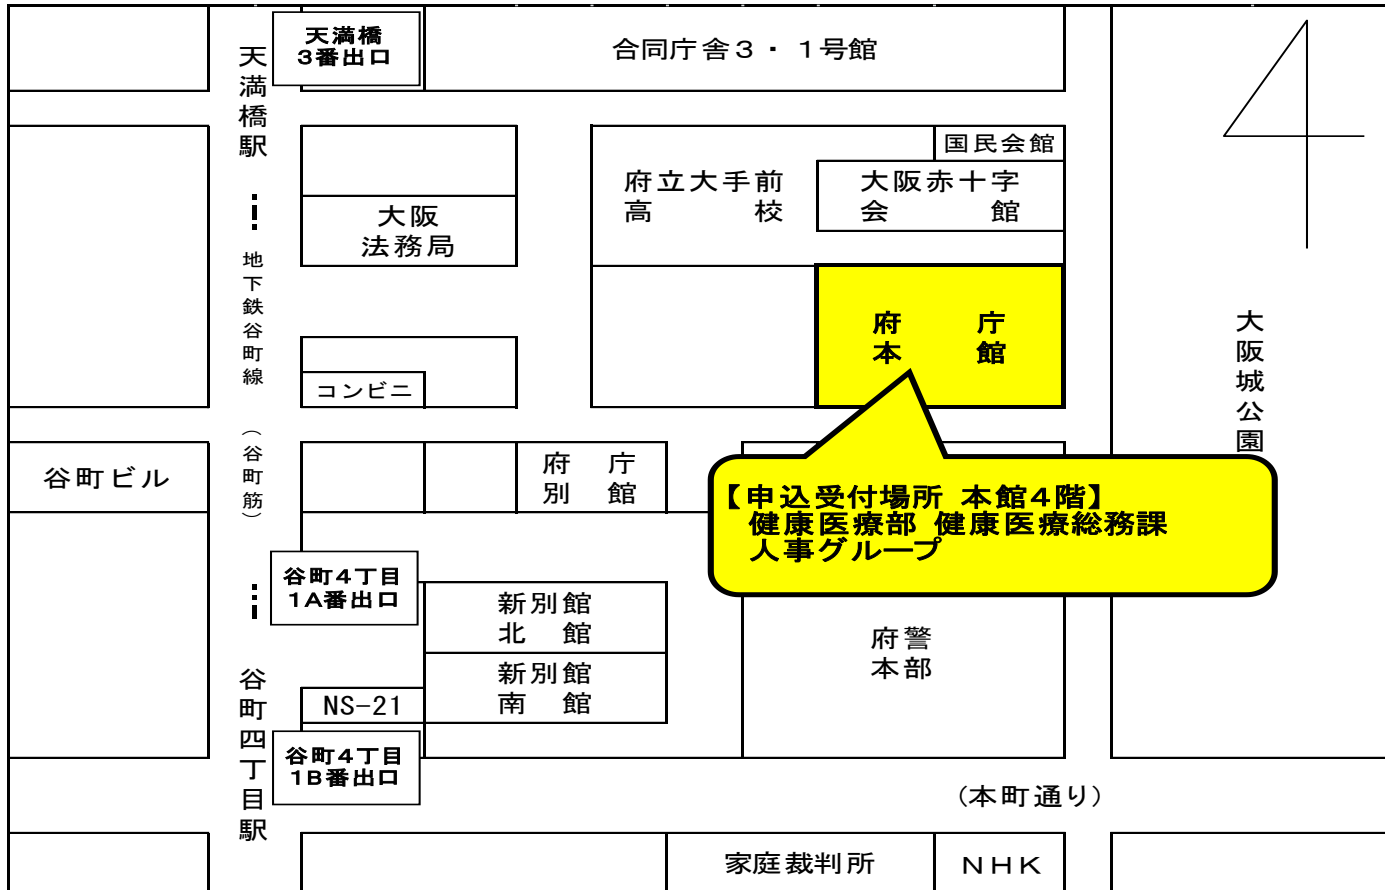 天満橋
3番出口
合同庁舎3・1号館
天満橋駅
国民会館
府立大手前
高校
大阪赤十字
会館
大阪
法務局
地下鉄谷町線
(谷町筋)
府庁
本館
大阪城公園
コンビニ
谷町ビル
府庁
別館
【申込受付場所 本館4階】
健康医療部 健康医療総務課
人事グループ
谷町4丁目
1A番出口
新別館
北館
府警
本部
新別館
南館
NS-21
谷町四丁目駅
谷町4丁目
1B番出口
(本町通り)
家庭裁判所
NHK